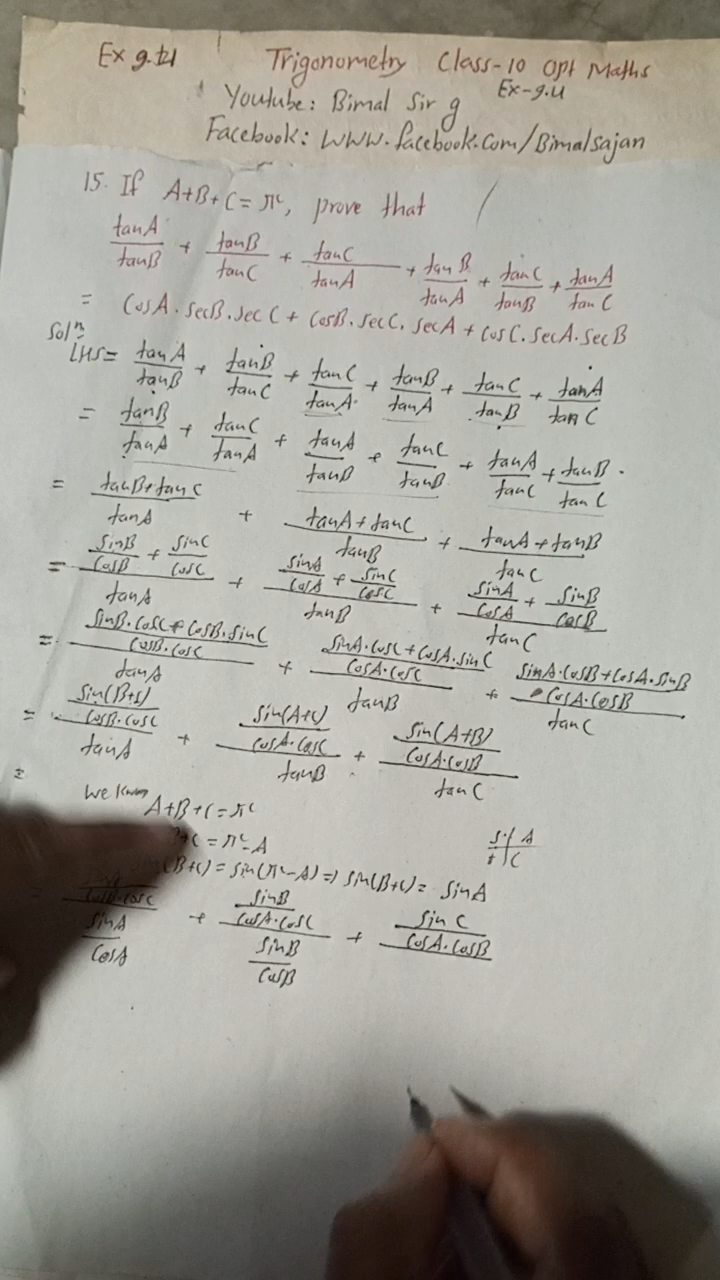 Ex 9.4 Trigonometry Class-10 Opt Maths
Ex-9.4
Youtube: Bimal Sir g
Facebook: WWW.facebook.com/Bimalsajan
15. If A+B+C = πᶜ, prove that
tanA/tanB + tanB/tanC + tanC/tanA + tanB/tanA + tanC/tanB + tanA/tanC
= CosA.secB.sec C + cosB.secC.secA + cosC.secA.secB
Solⁿ:
LHS = tanA/tanB + tanB/tanC + tanC/tanA + tanB/tanA + tanC/tanB + tanA/tanC
= tanB/tanA + tanC/tanA + tanA/tanB + tanC/tanB + tanA/tanC + tanB/tanC
= (tanB+tanC)/tanA + (tanA+tanC)/tanB + (tanA+tanB)/tanC
= (sinB/cosB + sinC/cosC)/tanA + (sinA/cosA + sinC/cosC)/tanB + (sinA/cosA + sinB/cosB)/tanC
= ((sinB.cosC+cosB.sinC)/(cosB.cosC))/tanA + ((sinA.cosC+cosA.sinC)/(cosA.cosC))/tanB + ((sinA.cosB+cosA.sinB)/(cosA.cosB))/tanC
= (sin(B+C)/(cosB.cosC))/tanA + (sin(A+C)/(cosA.cosC))/tanB + (sin(A+B)/(cosA.cosB))/tanC
=
We know
A+B+C = πᶜ
B+C = πᶜ-A
S A
t C
(B+C) = sin(πᶜ-A) => sin(B+C) = sinA
= (/(cosB.cosC))/(sinA/cosA) + (sinB/(cosA.cosC))/(sinB/cosB) + sinC/(cosA.cosB)